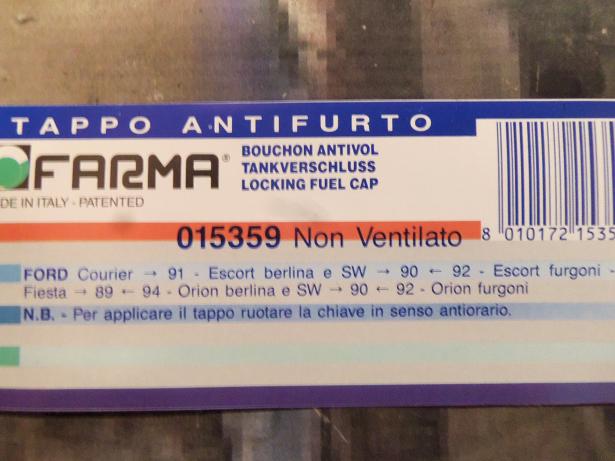 TAPPO ANTIFURTO
FARMA®
BOUCHON ANTIVOL
TANKVERSCHLUSS
LOCKING FUEL CAP
DE IN ITALY - PATENTED
015359 Non Ventilato
8 010172 1535
FORD Courier → 91 - Escort berlina e SW → 90 ← 92 - Escort furgoni -
Fiesta → 89 ← 94 - Orion berlina e SW → 90 ← 92 - Orion furgoni
N.B. - Per applicare il tappo ruotare la chiave in senso antiorario.